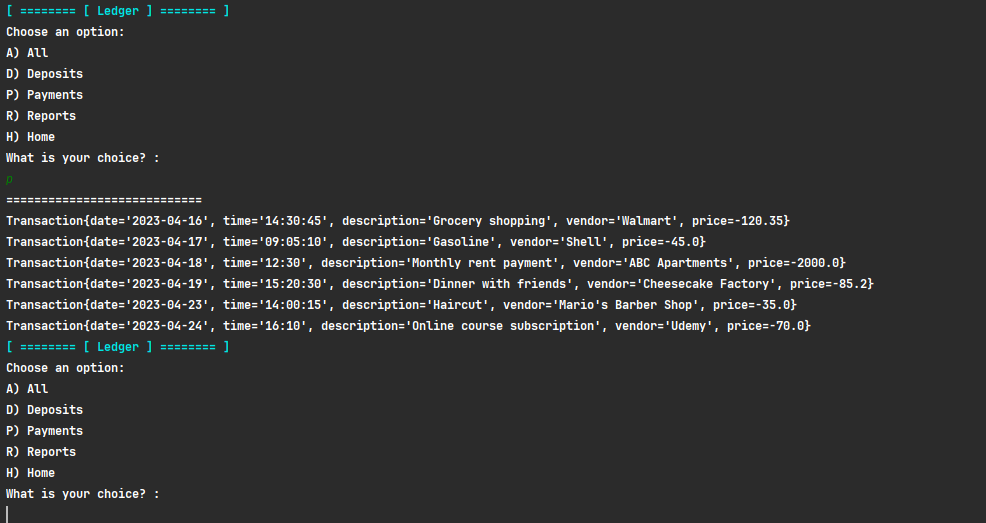 [ ======== [ Ledger ] ======== ]
Choose an option:
A) All
D) Deposits
P) Payments
R) Reports
H) Home
What is your choice? :
p
============================
Transaction{date='2023-04-16', time='14:30:45', description='Grocery shopping', vendor='Walmart', price=-120.35}
Transaction{date='2023-04-17', time='09:05:10', description='Gasoline', vendor='Shell', price=-45.0}
Transaction{date='2023-04-18', time='12:30', description='Monthly rent payment', vendor='ABC Apartments', price=-2000.0}
Transaction{date='2023-04-19', time='15:20:30', description='Dinner with friends', vendor='Cheesecake Factory', price=-85.2}
Transaction{date='2023-04-23', time='14:00:15', description='Haircut', vendor='Mario's Barber Shop', price=-35.0}
Transaction{date='2023-04-24', time='16:10', description='Online course subscription', vendor='Udemy', price=-70.0}
[ ======== [ Ledger ] ======== ]
Choose an option:
A) All
D) Deposits
P) Payments
R) Reports
H) Home
What is your choice? :